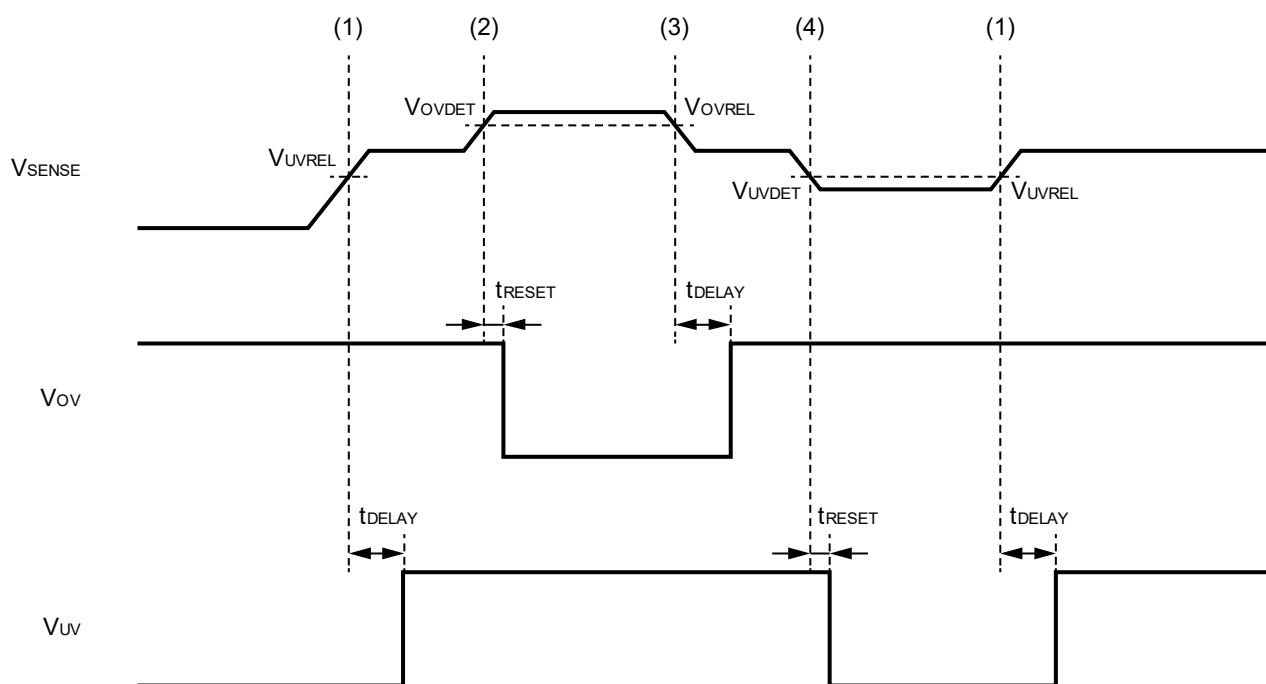 (1) (2) (3) (4) (1)
VOVDET VOVREL
VUVREL
VSENSE
VUVDET VUVREL
tRESET tDELAY
VOV
tDELAY tRESET tDELAY
VUV